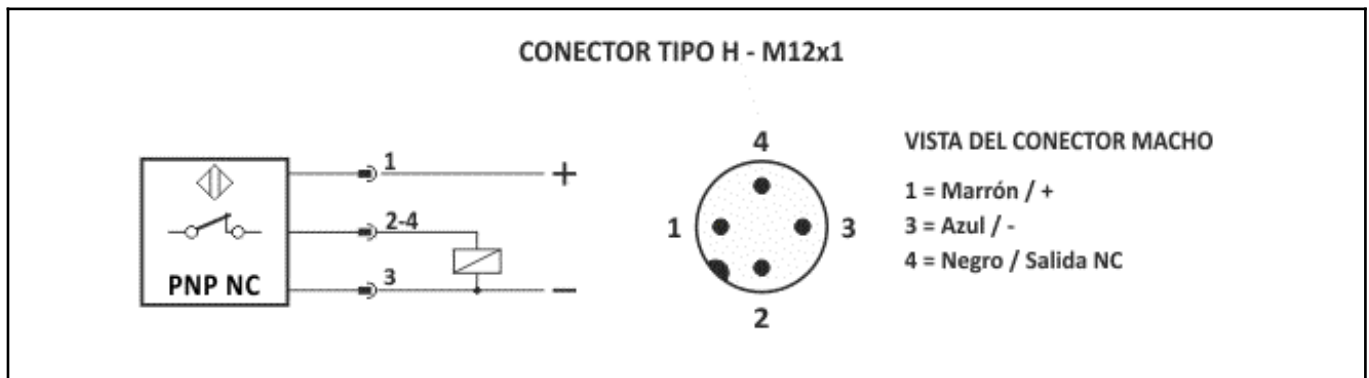 CONECTOR TIPO H - M12x1
1
+
2-4
3
−
PNP NC
4
1
3
2
VISTA DEL CONECTOR MACHO
1 = Marrón / +
3 = Azul / -
4 = Negro / Salida NC